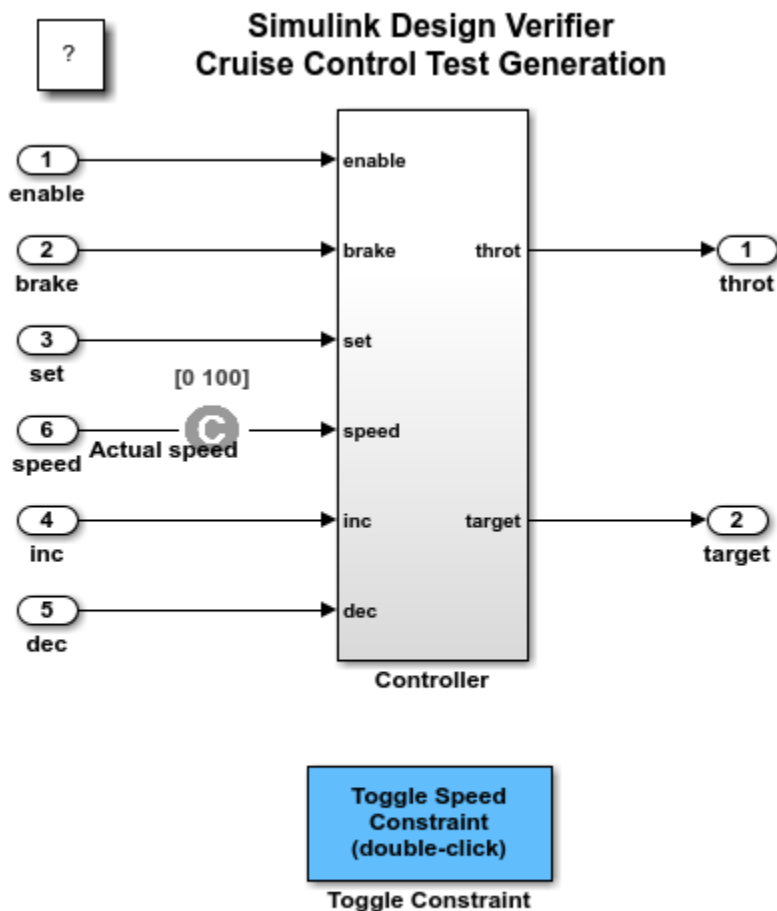 Simulink Design Verifier
Cruise Control Test Generation
?
1
enable
enable
2
brake
brake
throt
1
throt
3
set
set
[0 100]
6
speed
Actual speed
C
speed
4
inc
inc
target
2
target
5
dec
dec
Controller
Toggle Speed
Constraint
(double-click)
Toggle Constraint